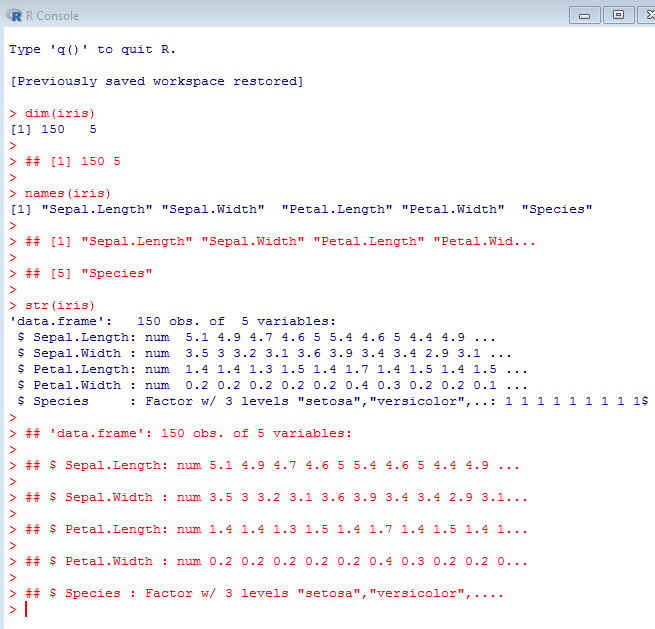 R Console
Type 'q()' to quit R.
[Previously saved workspace restored]
> dim(iris)
[1] 150   5
>
> ## [1] 150 5
>
> names(iris)
[1] "Sepal.Length" "Sepal.Width"  "Petal.Length" "Petal.Width"  "Species"
>
> ## [1] "Sepal.Length" "Sepal.Width" "Petal.Length" "Petal.Wid...
>
> ## [5] "Species"
>
> str(iris)
'data.frame':   150 obs. of  5 variables:
 $ Sepal.Length: num  5.1 4.9 4.7 4.6 5 5.4 4.6 5 4.4 4.9 ...
 $ Sepal.Width : num  3.5 3 3.2 3.1 3.6 3.9 3.4 3.4 2.9 3.1 ...
 $ Petal.Length: num  1.4 1.4 1.3 1.5 1.4 1.7 1.4 1.5 1.4 1.5 ...
 $ Petal.Width : num  0.2 0.2 0.2 0.2 0.2 0.4 0.3 0.2 0.2 0.1 ...
 $ Species     : Factor w/ 3 levels "setosa","versicolor",..: 1 1 1 1 1 1 1 1 1$
>
> ## 'data.frame': 150 obs. of 5 variables:
>
> ## $ Sepal.Length: num 5.1 4.9 4.7 4.6 5 5.4 4.6 5 4.4 4.9 ...
>
> ## $ Sepal.Width : num 3.5 3 3.2 3.1 3.6 3.9 3.4 3.4 2.9 3.1...
>
> ## $ Petal.Length: num 1.4 1.4 1.3 1.5 1.4 1.7 1.4 1.5 1.4 1...
>
> ## $ Petal.Width : num 0.2 0.2 0.2 0.2 0.2 0.4 0.3 0.2 0.2 0...
>
> ## $ Species : Factor w/ 3 levels "setosa","versicolor",....
>